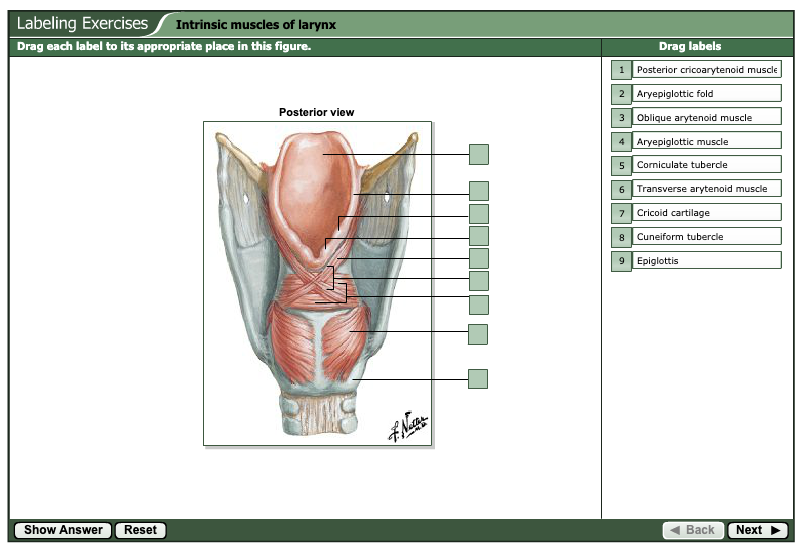 Labeling Exercises
Intrinsic muscles of larynx
Drag each label to its appropriate place in this figure.
Drag labels
Posterior view
1 Posterior cricoarytenoid muscle
2 Aryepiglottic fold
3 Oblique arytenoid muscle
4 Aryepiglottic muscle
5 Corniculate tubercle
6 Transverse arytenoid muscle
7 Cricoid cartilage
8 Cuneiform tubercle
9 Epiglottis
F. Netter
Show Answer
Reset
◀ Back
Next ▶